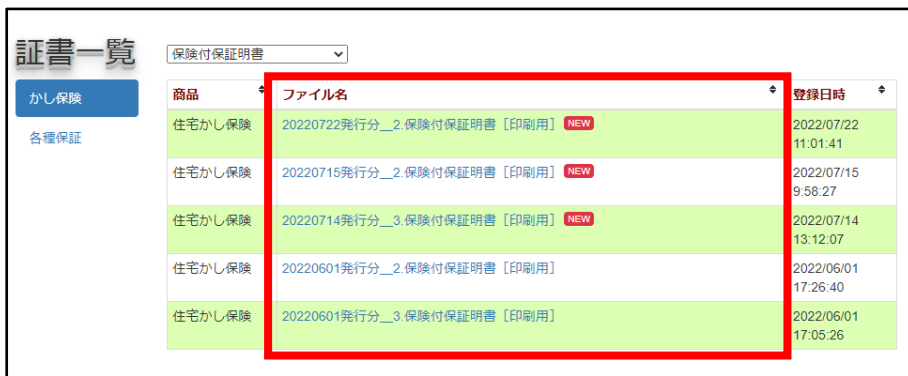 証書一覧
保険付保証明書
かし保険
各種保証
商品 ファイル名 登録日時
住宅かし保険 20220722発行分__2.保険付保証明書［印刷用］ NEW 2022/07/22
11:01:41
住宅かし保険 20220715発行分__2.保険付保証明書［印刷用］ NEW 2022/07/15
9:58:27
住宅かし保険 20220714発行分__3.保険付保証明書［印刷用］ NEW 2022/07/14
13:12:07
住宅かし保険 20220601発行分__2.保険付保証明書［印刷用］ 2022/06/01
17:26:40
住宅かし保険 20220601発行分__3.保険付保証明書［印刷用］ 2022/06/01
17:05:26